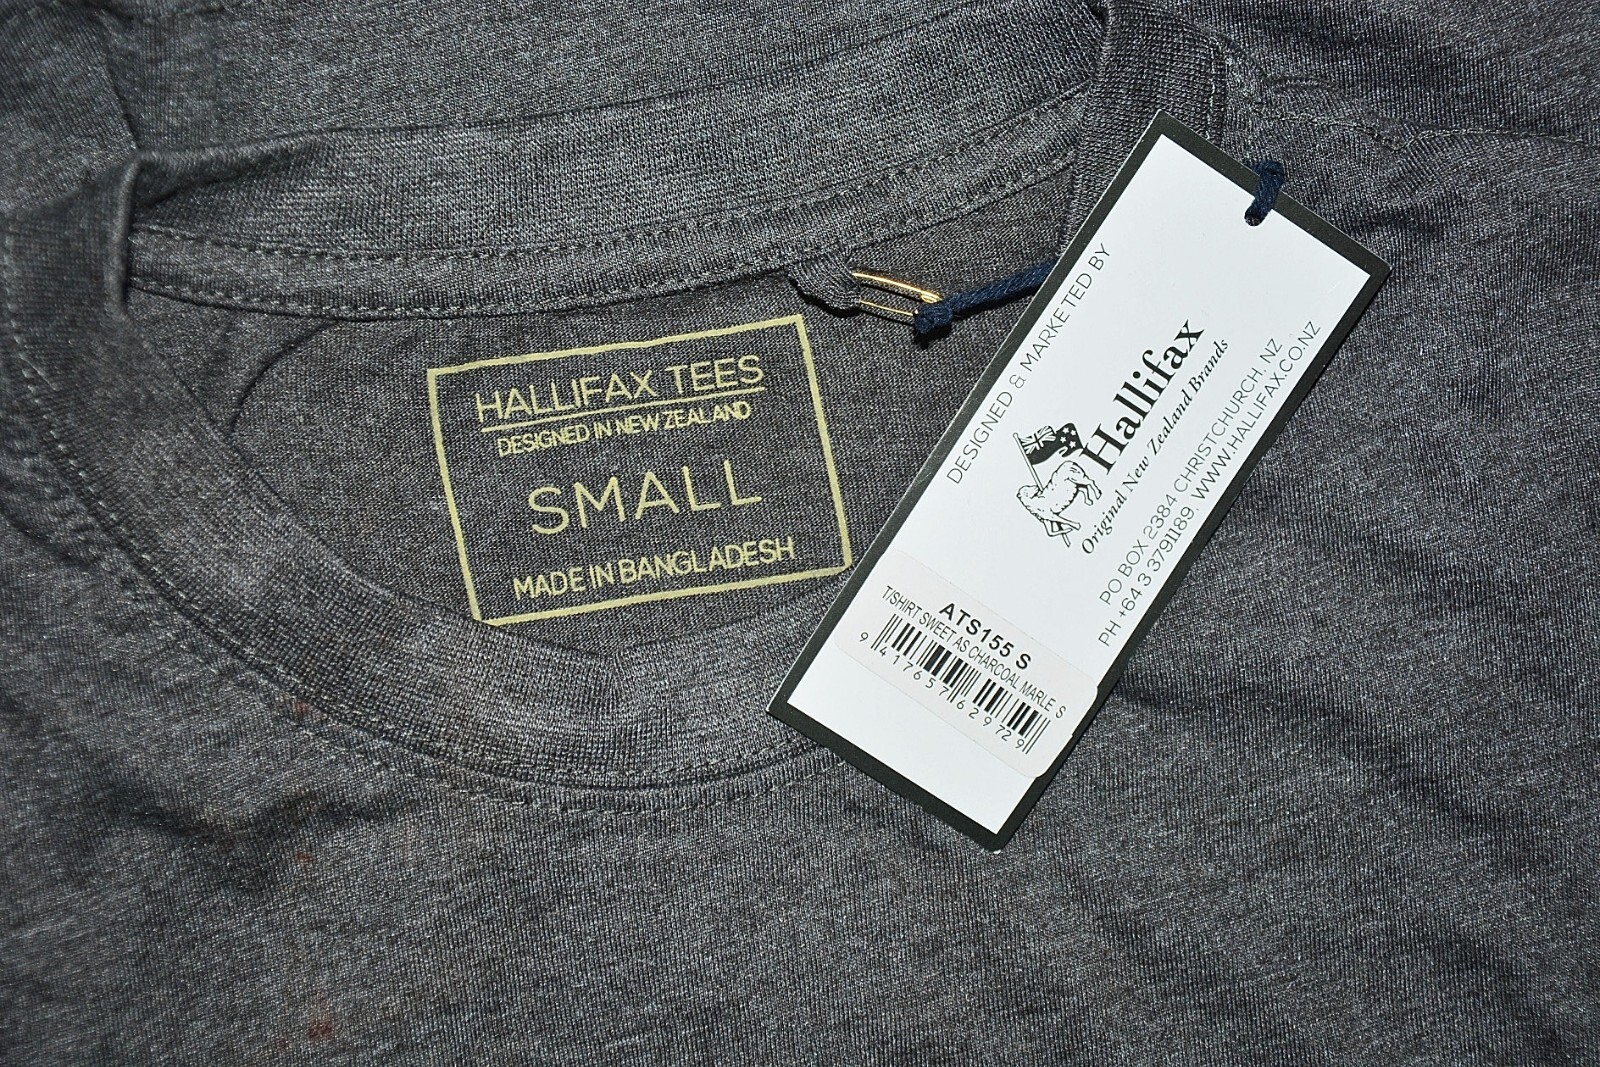 HALLIFAX TEES
DESIGNED IN NEW ZEALAND
SMALL
MADE IN BANGLADESH
DESIGNED & MARKETED BY
Hallifax
Original New Zealand Brands
PO BOX 2384 CHRISTCHURCH, NZ
PH +64 3 3791189. WWW.HALLIFAX.CO.NZ
ATS155 S
T/SHIRT SWEET AS CHARCOAL MARLE S
9 417657 629729